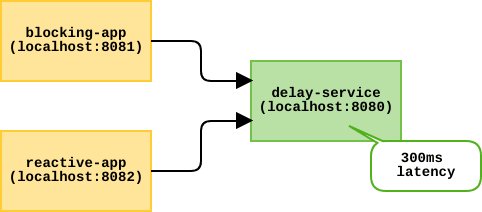 blocking-app
(localhost:8081)
delay-service
(localhost:8080)
300ms
latency
reactive-app
(localhost:8082)